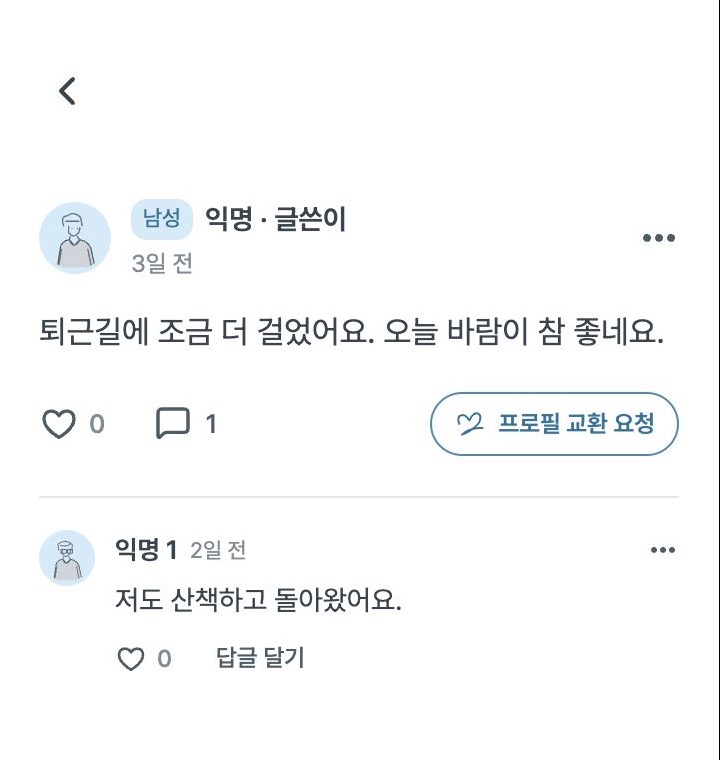 남성 익명 · 글쓴이
3일 전
퇴근길에 조금 더 걸었어요. 오늘 바람이 참 좋네요.
0 1 프로필 교환 요청
익명 1 2일 전
저도 산책하고 돌아왔어요.
0 답글 달기